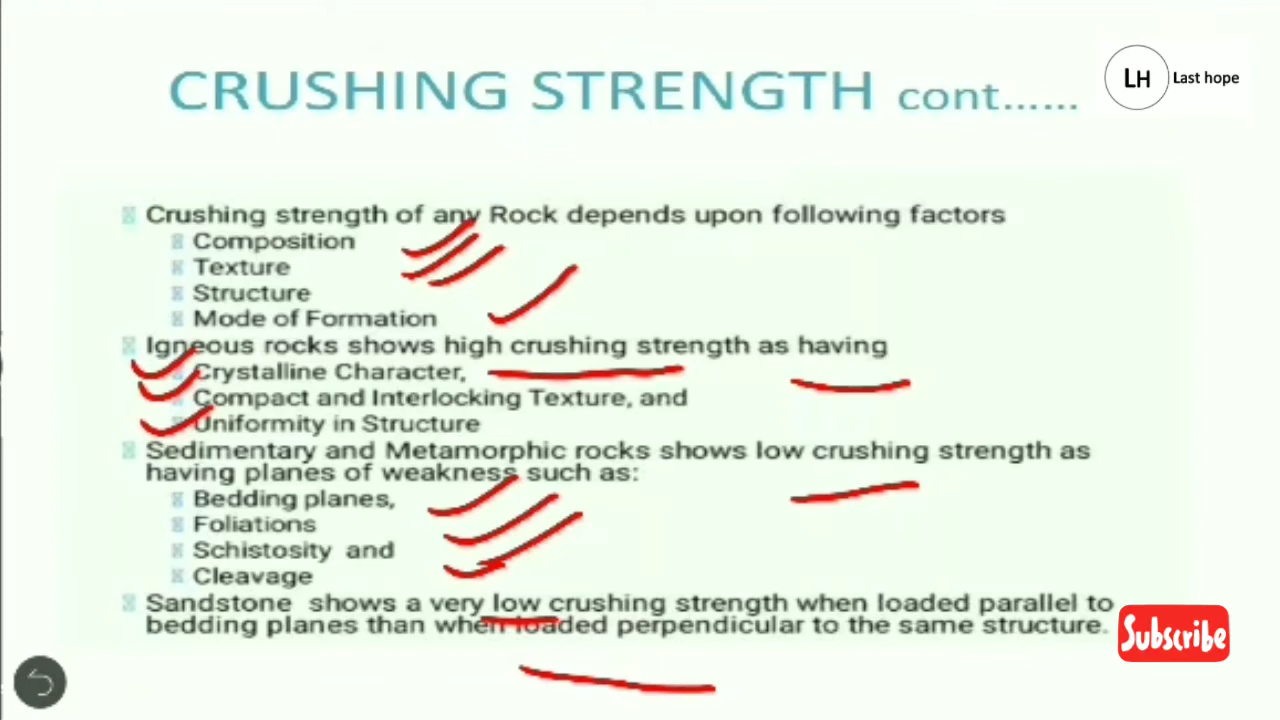 CRUSHING STRENGTH cont......
LH Last hope
Crushing strength of any Rock depends upon following factors
Composition
Texture
Structure
Mode of Formation
Igneous rocks shows high crushing strength as having
Crystalline Character,
Compact and Interlocking Texture, and
Uniformity in Structure
Sedimentary and Metamorphic rocks shows low crushing strength as
having planes of weakness such as:
Bedding planes,
Foliations
Schistosity and
Cleavage
Sandstone shows a very low crushing strength when loaded parallel to
bedding planes than when loaded perpendicular to the same structure.
Subscribe